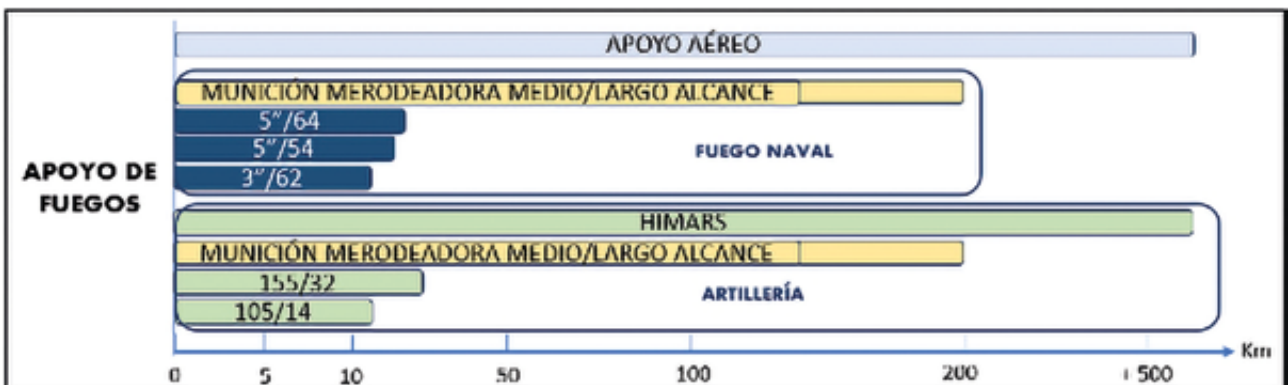 APOYO AÉREO
MUNICIÓN MERODEADORA MEDIO/LARGO ALCANCE
5"/64
5"/54
3"/62
FUEGO NAVAL
APOYO DE
FUEGOS
HIMARS
MUNICIÓN MERODEADORA MEDIO/LARGO ALCANCE
155/32
105/14
ARTILLERÍA
Km
0 5 10 50 100 200 +500